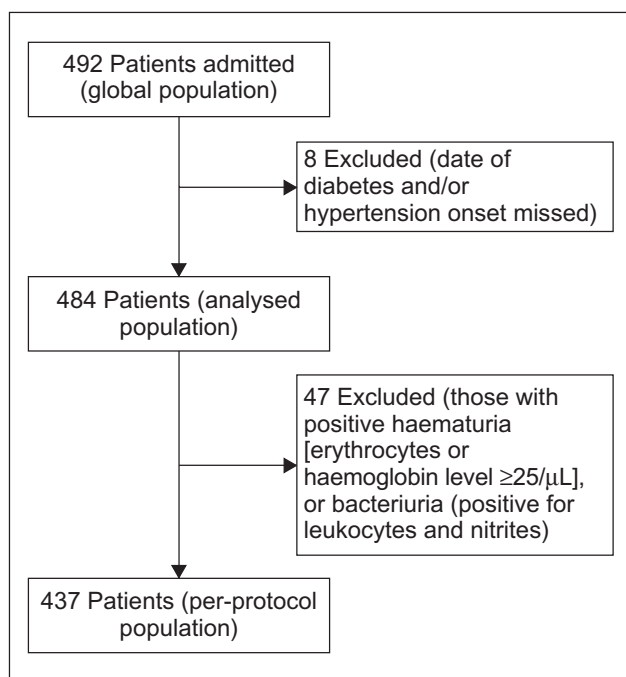 492 Patients admitted
(global population)
8 Excluded (date of
diabetes and/or
hypertension onset missed)
484 Patients (analysed
population)
47 Excluded (those with
positive haematuria
[erythrocytes or
haemoglobin level ≥25/μL],
or bacteriuria (positive for
leukocytes and nitrites)
437 Patients (per-protocol
population)